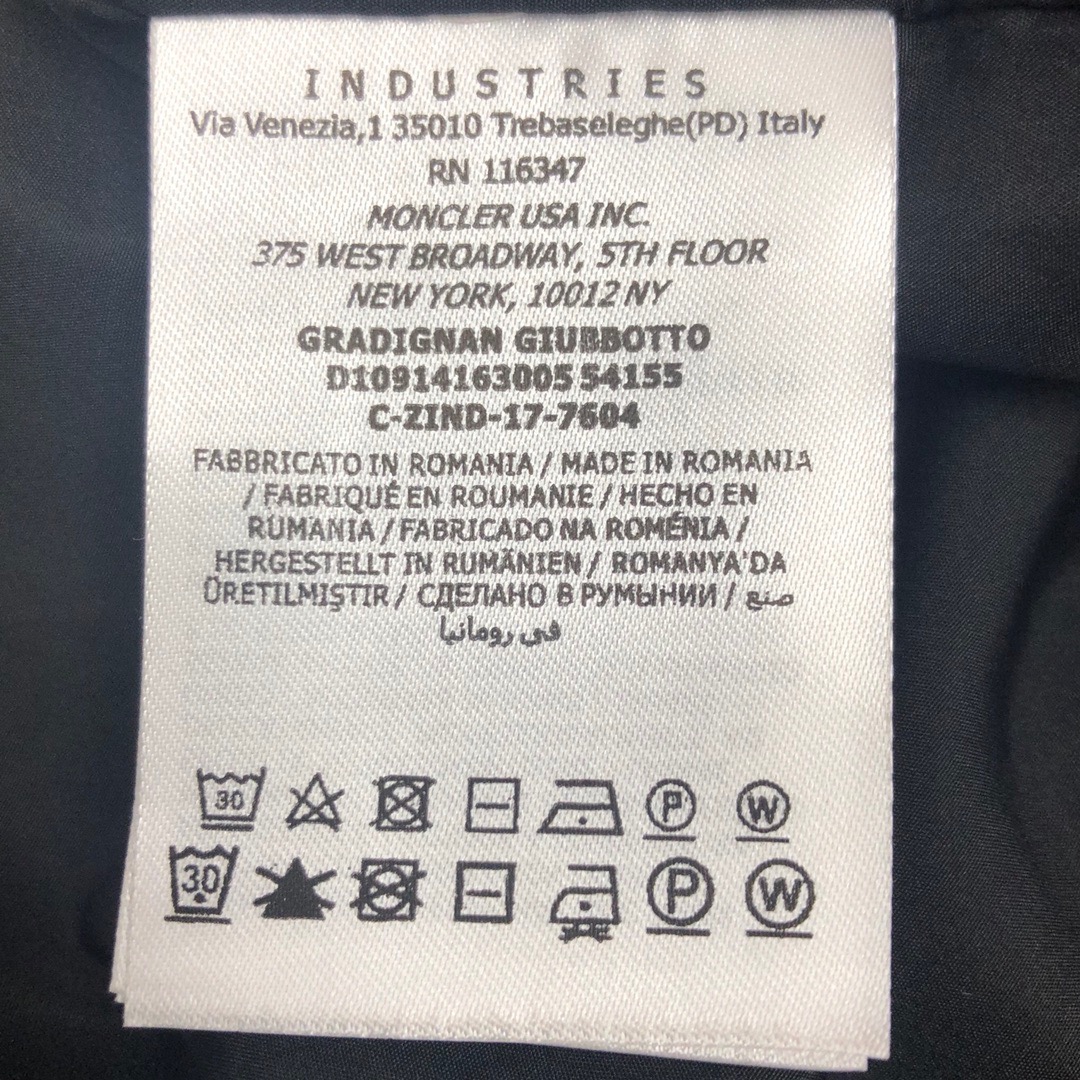 INDUSTRIES
Via Venezia,1 35010 Trebaseleghe(PD) Italy
RN 116347
MONCLER USA INC.
375 WEST BROADWAY, 5TH FLOOR
NEW YORK, 10012 NY
GRADIGNAN GIUBBOTTO
D10914163005 54155
C-ZIND-17-7604
FABBRICATO IN ROMANIA / MADE IN ROMANIA
/ FABRIQUÉ EN ROUMANIE / HECHO EN
RUMANIA / FABRICADO NA ROMÉNIA /
HERGESTELLT IN RUMÄNIEN / ROMANYA'DA
ÜRETILMIŞTIR / СДЕЛАНО В РУМЫНИИ / صنع
في رومانيا
30 P W
30 P W